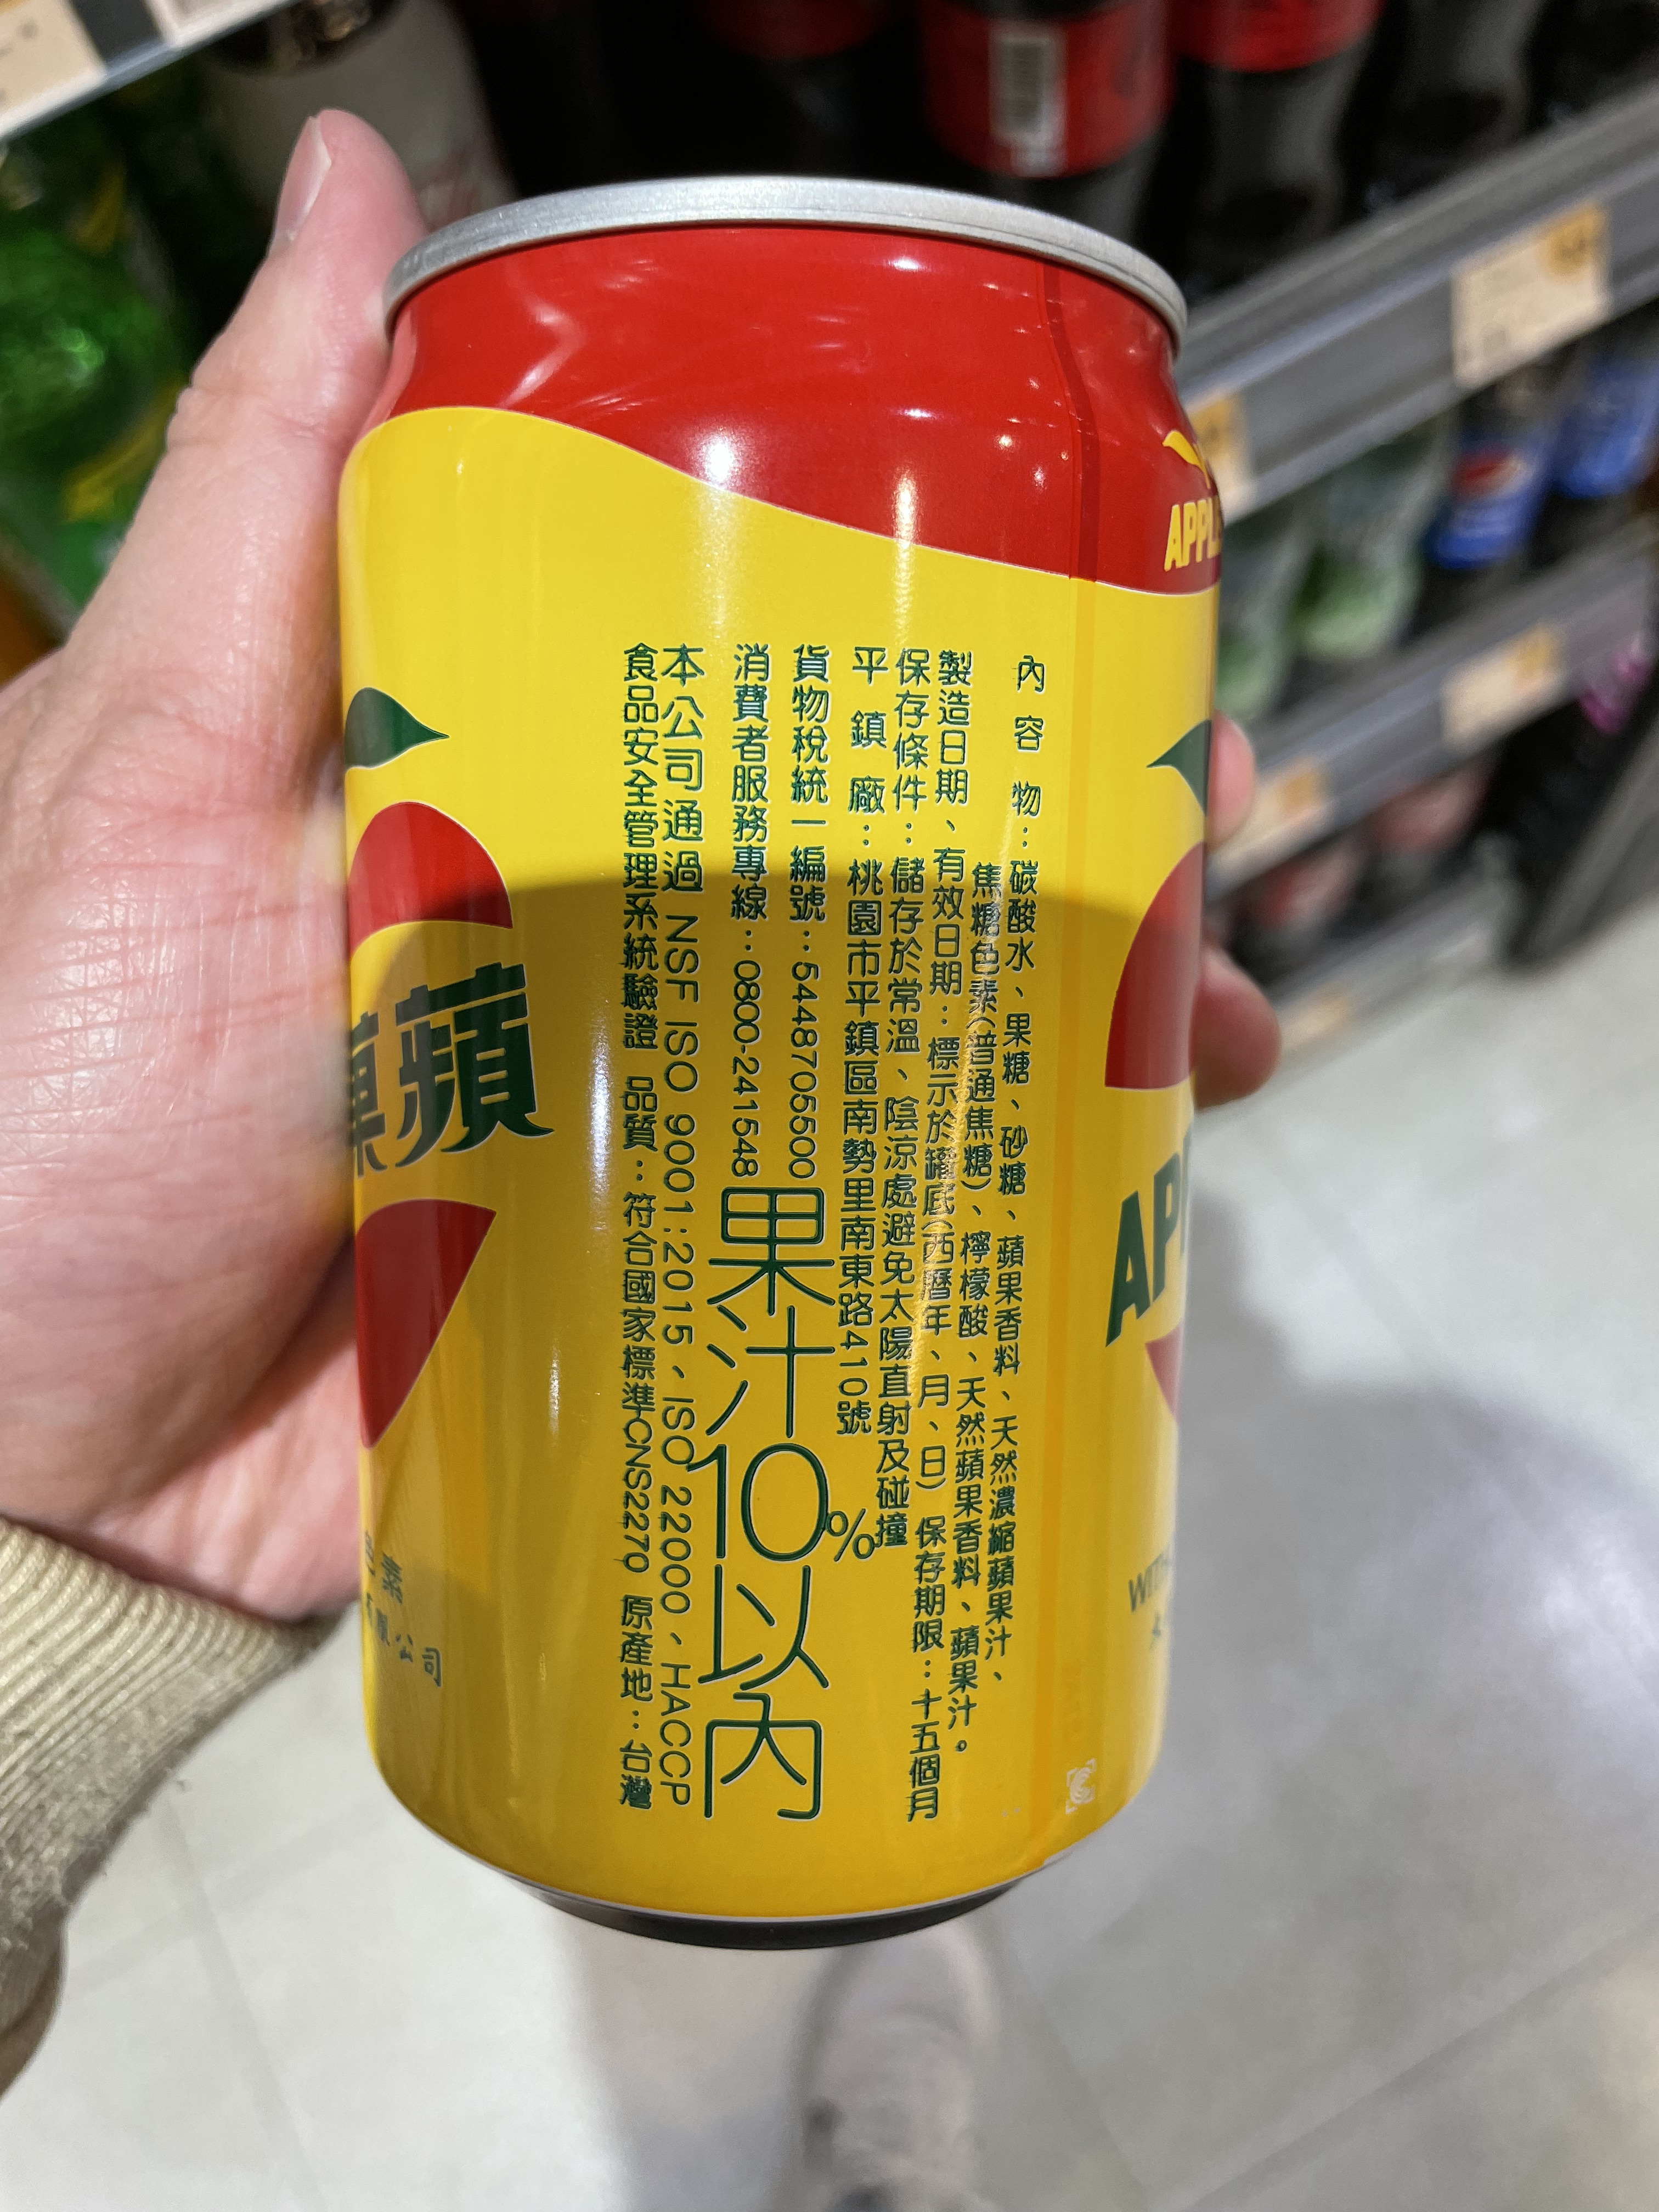 內容物：碳酸水、果糖、砂糖、蘋果香料、天然濃縮蘋果汁、
焦糖色素(普通焦糖)、檸檬酸、天然蘋果香料、蘋果汁。
製造日期、有效日期：標示於罐底(西曆年、月、日) 保存期限：十五個月
保存條件：儲存於常溫、陰涼處避免太陽直射及碰撞
平鎮廠：桃園市平鎮區南勢里南東路410號
貨物稅統一編號：5448705500
消費者服務專線：0800-241548
果汁10%以內
本公司通過 NSF ISO 9001:2015、ISO 22000、HACCP
食品安全管理系統驗證 品質：符合國家標準CNS2270 原產地：台灣
蘋
素
公司
APPL
AP
WITH